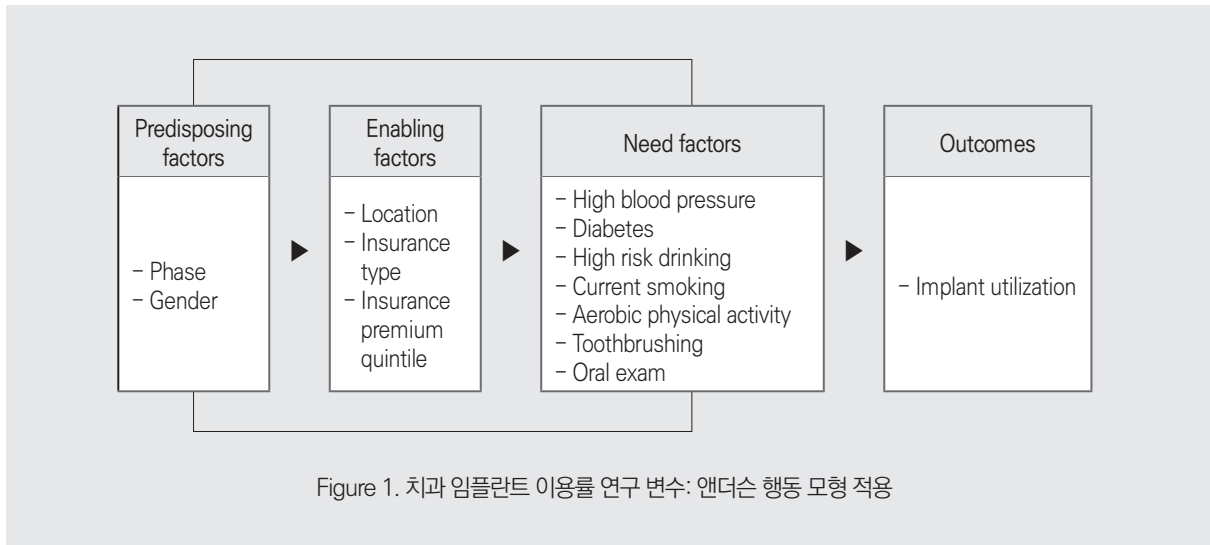 Predisposing
factors
– Phase
– Gender
Enabling
factors
– Location
– Insurance
type
– Insurance
premium
quintile
Need factors
– High blood pressure
– Diabetes
– High risk drinking
– Current smoking
– Aerobic physical activity
– Toothbrushing
– Oral exam
Outcomes
– Implant utilization
Figure 1. 치과 임플란트 이용률 연구 변수: 앤더슨 행동 모형 적용